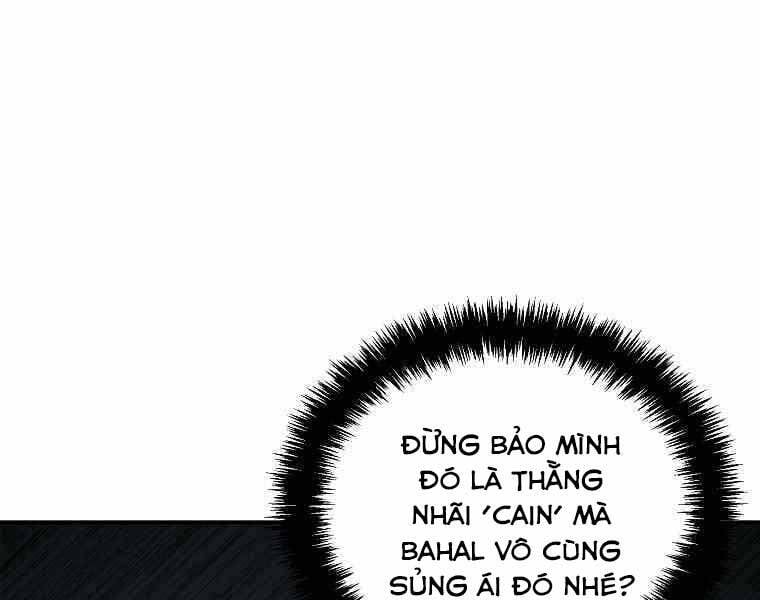 ĐỪNG BẢO MÌNH
ĐÓ LÀ THẰNG
NHÃI ‘CAIN’ MÀ
BAHAL VÔ CÙNG
SỦNG ÁI ĐÓ NHÉ?